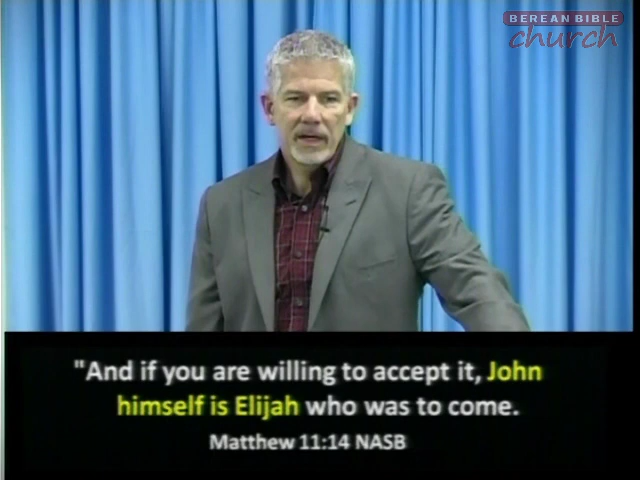 BEREAN BIBLE
church
"And if you are willing to accept it, John
himself is Elijah who was to come.
Matthew 11:14 NASB